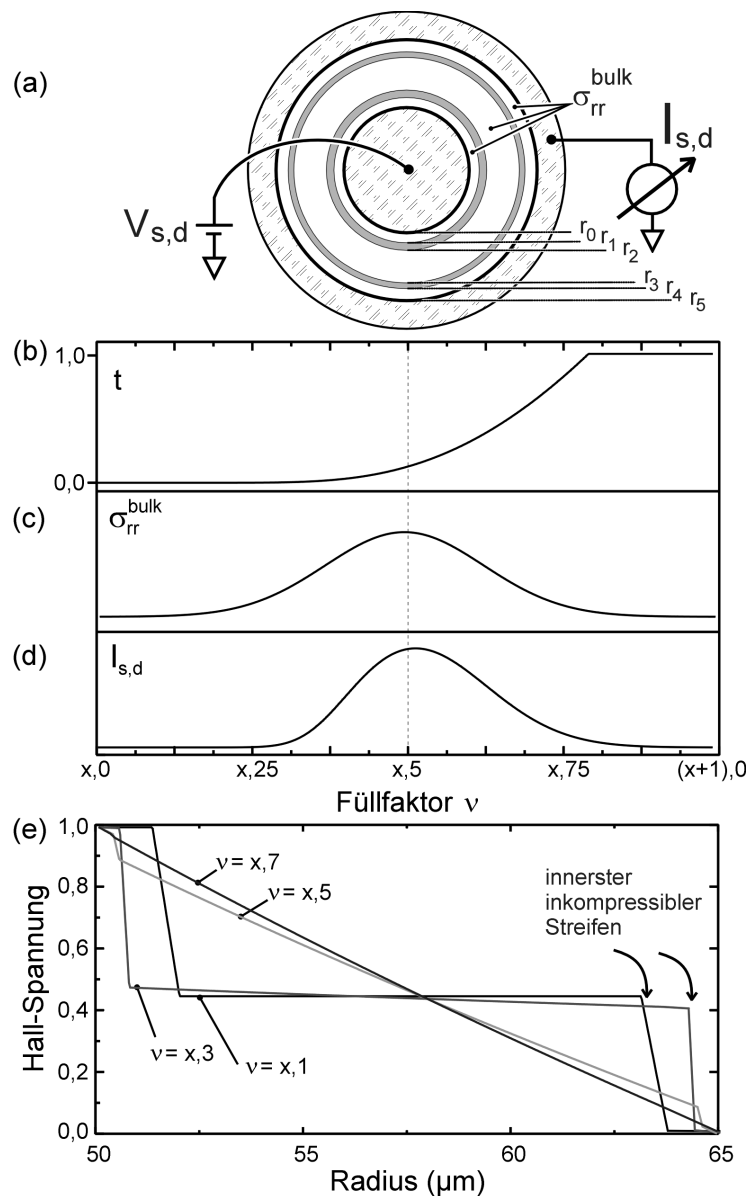 (a)
σrr^bulk
Is,d
Vs,d
r0 r1 r2
r3 r4 r5
(b)
1,0
t
0,0
(c)
σrr^bulk
(d)
Is,d
x,0 x,25 x,5 x,75 (x+1),0
Füllfaktor ν
(e)
1,0
0,8
0,6
0,4
0,2
0,0
Hall-Spannung
ν = x,7
ν = x,5
innerster
inkompressibler
Streifen
ν = x,3
ν = x,1
50 55 60 65
Radius (µm)